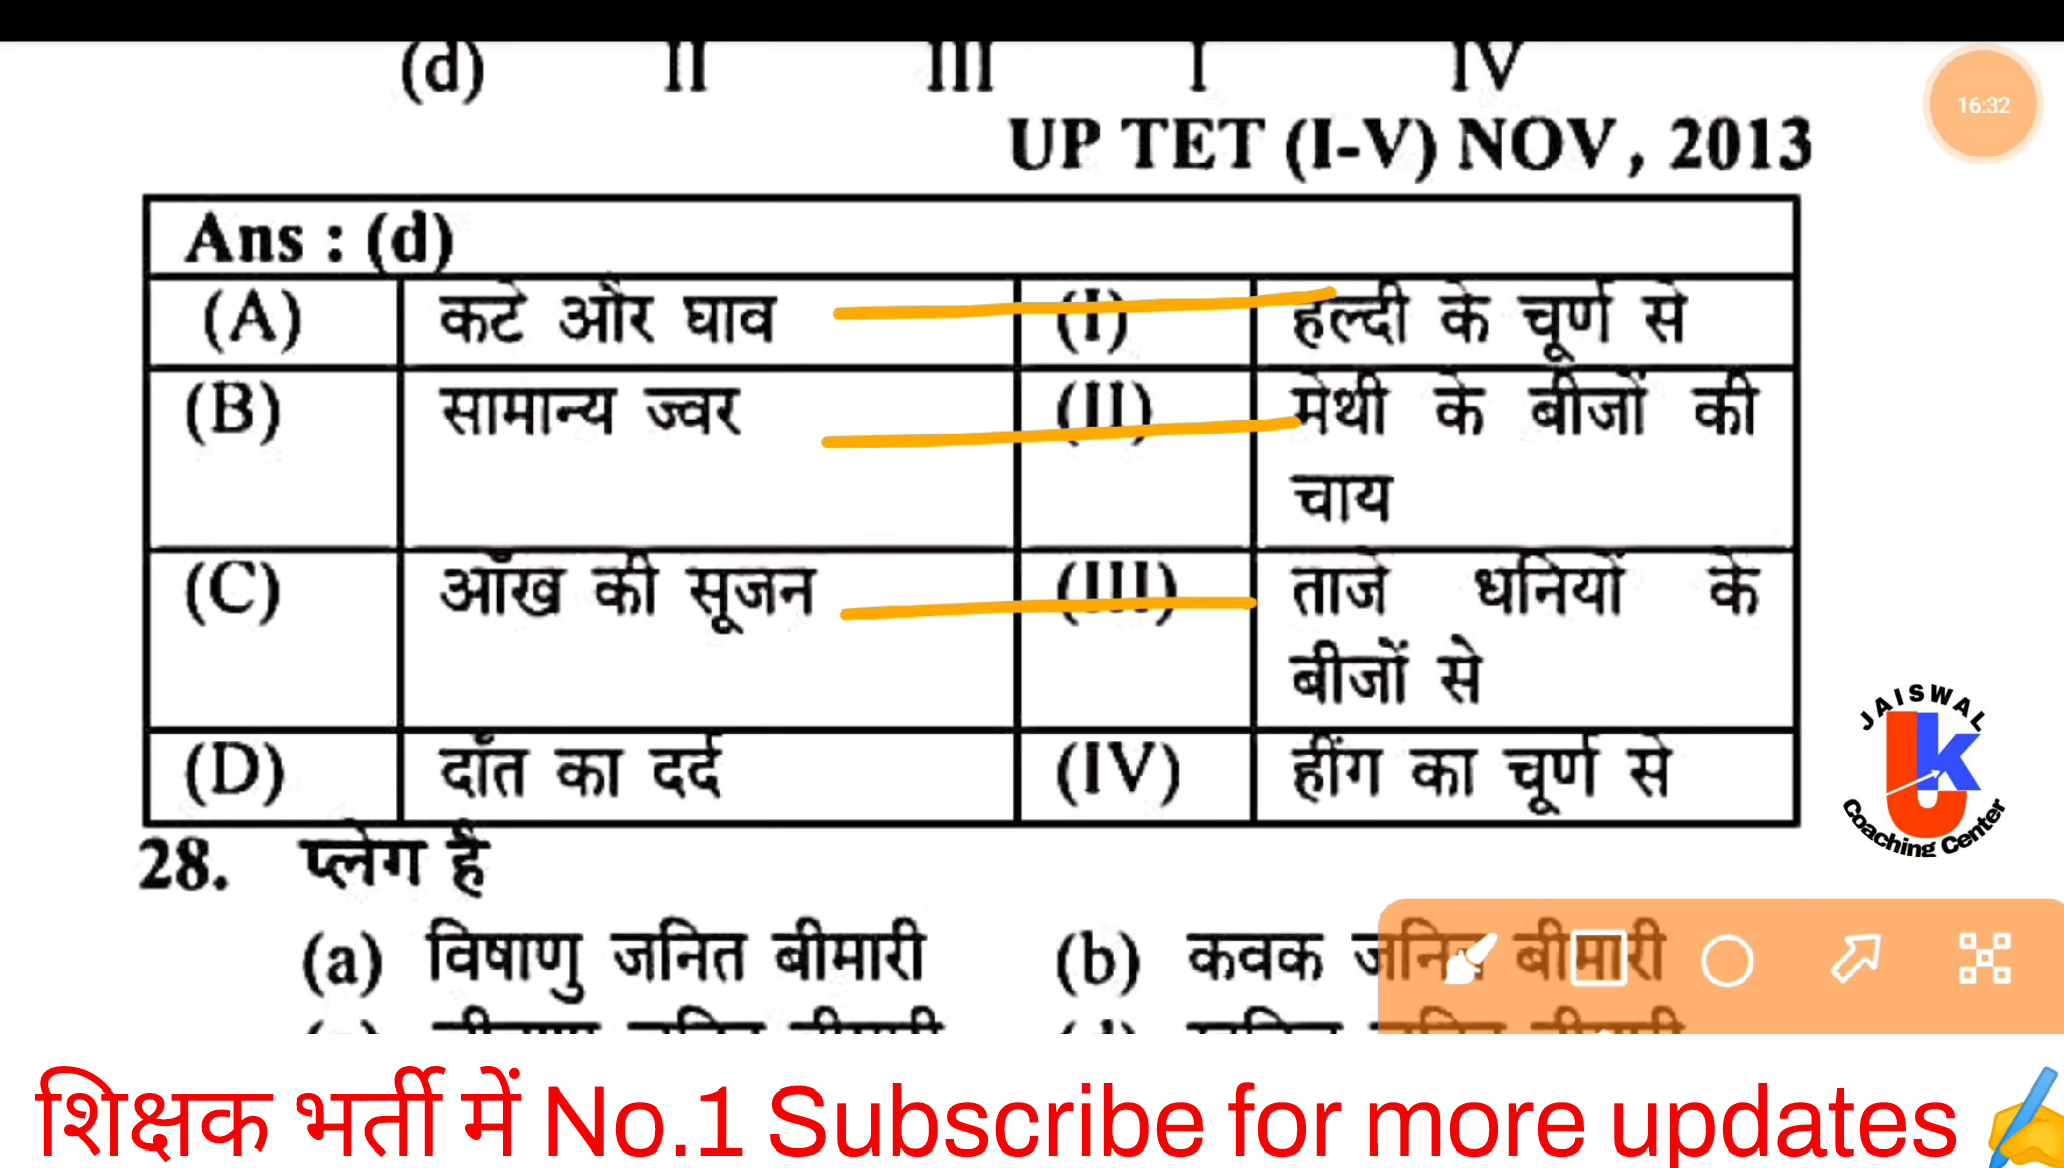 (d) II III I IV
16:32
UP TET (I-V) NOV, 2013
Ans : (d)
(A) कटे और घाव (I) हल्दी के चूर्ण से
(B) सामान्य ज्वर (II) मेथी के बीजों की
चाय
(C) आँख की सूजन (III) ताजे धनियों के
बीजों से
(D) दाँत का दर्द (IV) हींग का चूर्ण से
JAISWAL
UK
Coaching Center
28. प्लेग है
(a) विषाणु जनित बीमारी (b) कवक जनित बीमारी
शिक्षक भर्ती में No.1 Subscribe for more updates